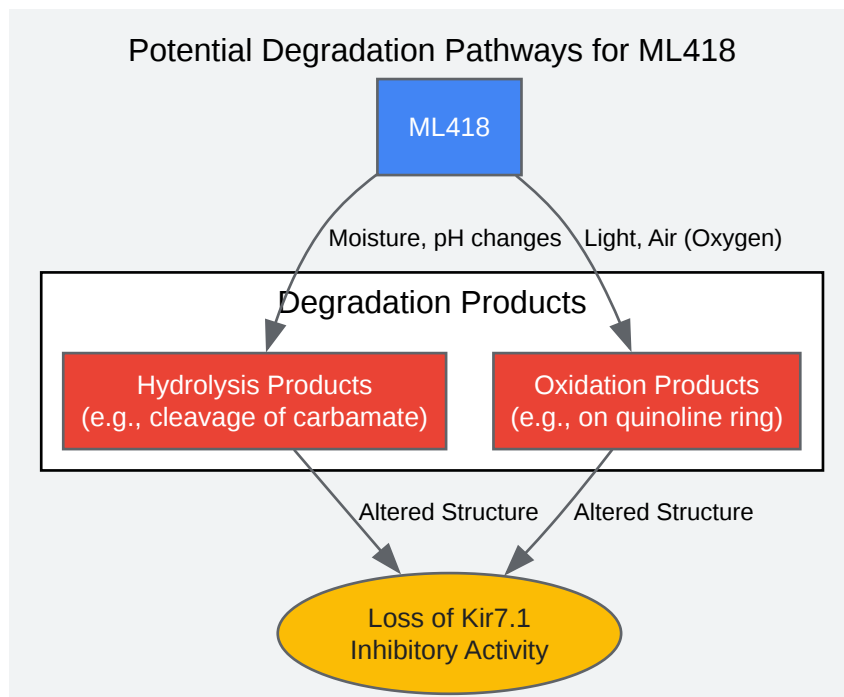 Potential Degradation Pathways for ML418
ML418
Moisture, pH changes
Light, Air (Oxygen)
Degradation Products
Hydrolysis Products
(e.g., cleavage of carbamate)
Oxidation Products
(e.g., on quinoline ring)
Altered Structure
Altered Structure
Loss of Kir7.1
Inhibitory Activity